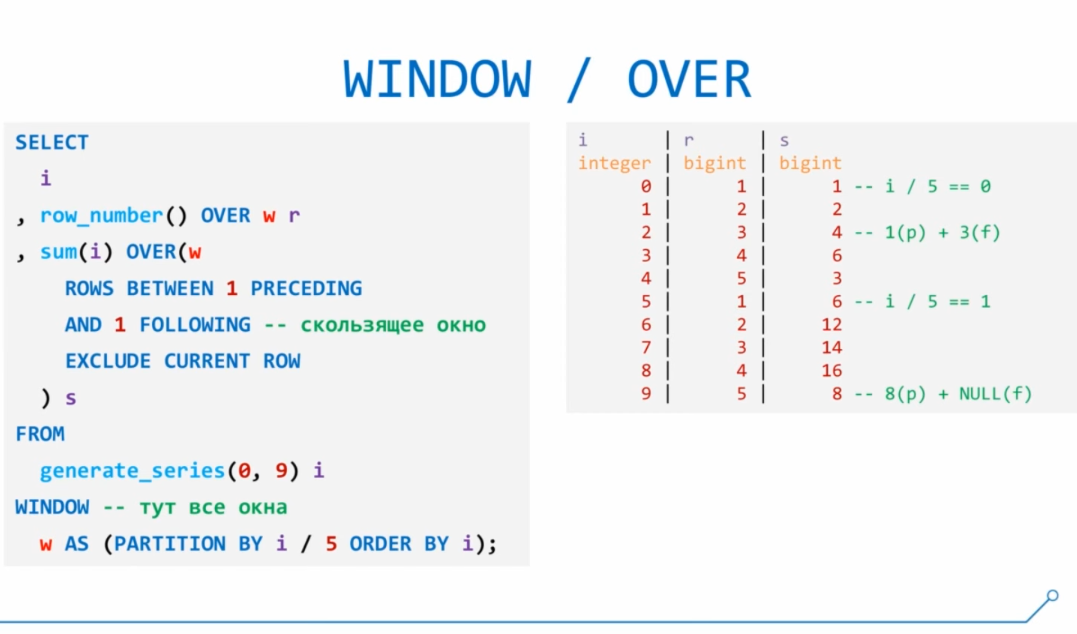 WINDOW / OVER
SELECT
i
, row_number() OVER w r
, sum(i) OVER(w
ROWS BETWEEN 1 PRECEDING
AND 1 FOLLOWING -- скользящее окно
EXCLUDE CURRENT ROW
) s
FROM
generate_series(0, 9) i
WINDOW -- тут все окна
w AS (PARTITION BY i / 5 ORDER BY i);
i | r | s
integer | bigint | bigint
0 | 1 | 1 -- i / 5 == 0
1 | 2 | 2
2 | 3 | 4 -- 1(p) + 3(f)
3 | 4 | 6
4 | 5 | 3
5 | 1 | 6 -- i / 5 == 1
6 | 2 | 12
7 | 3 | 14
8 | 4 | 16
9 | 5 | 8 -- 8(p) + NULL(f)